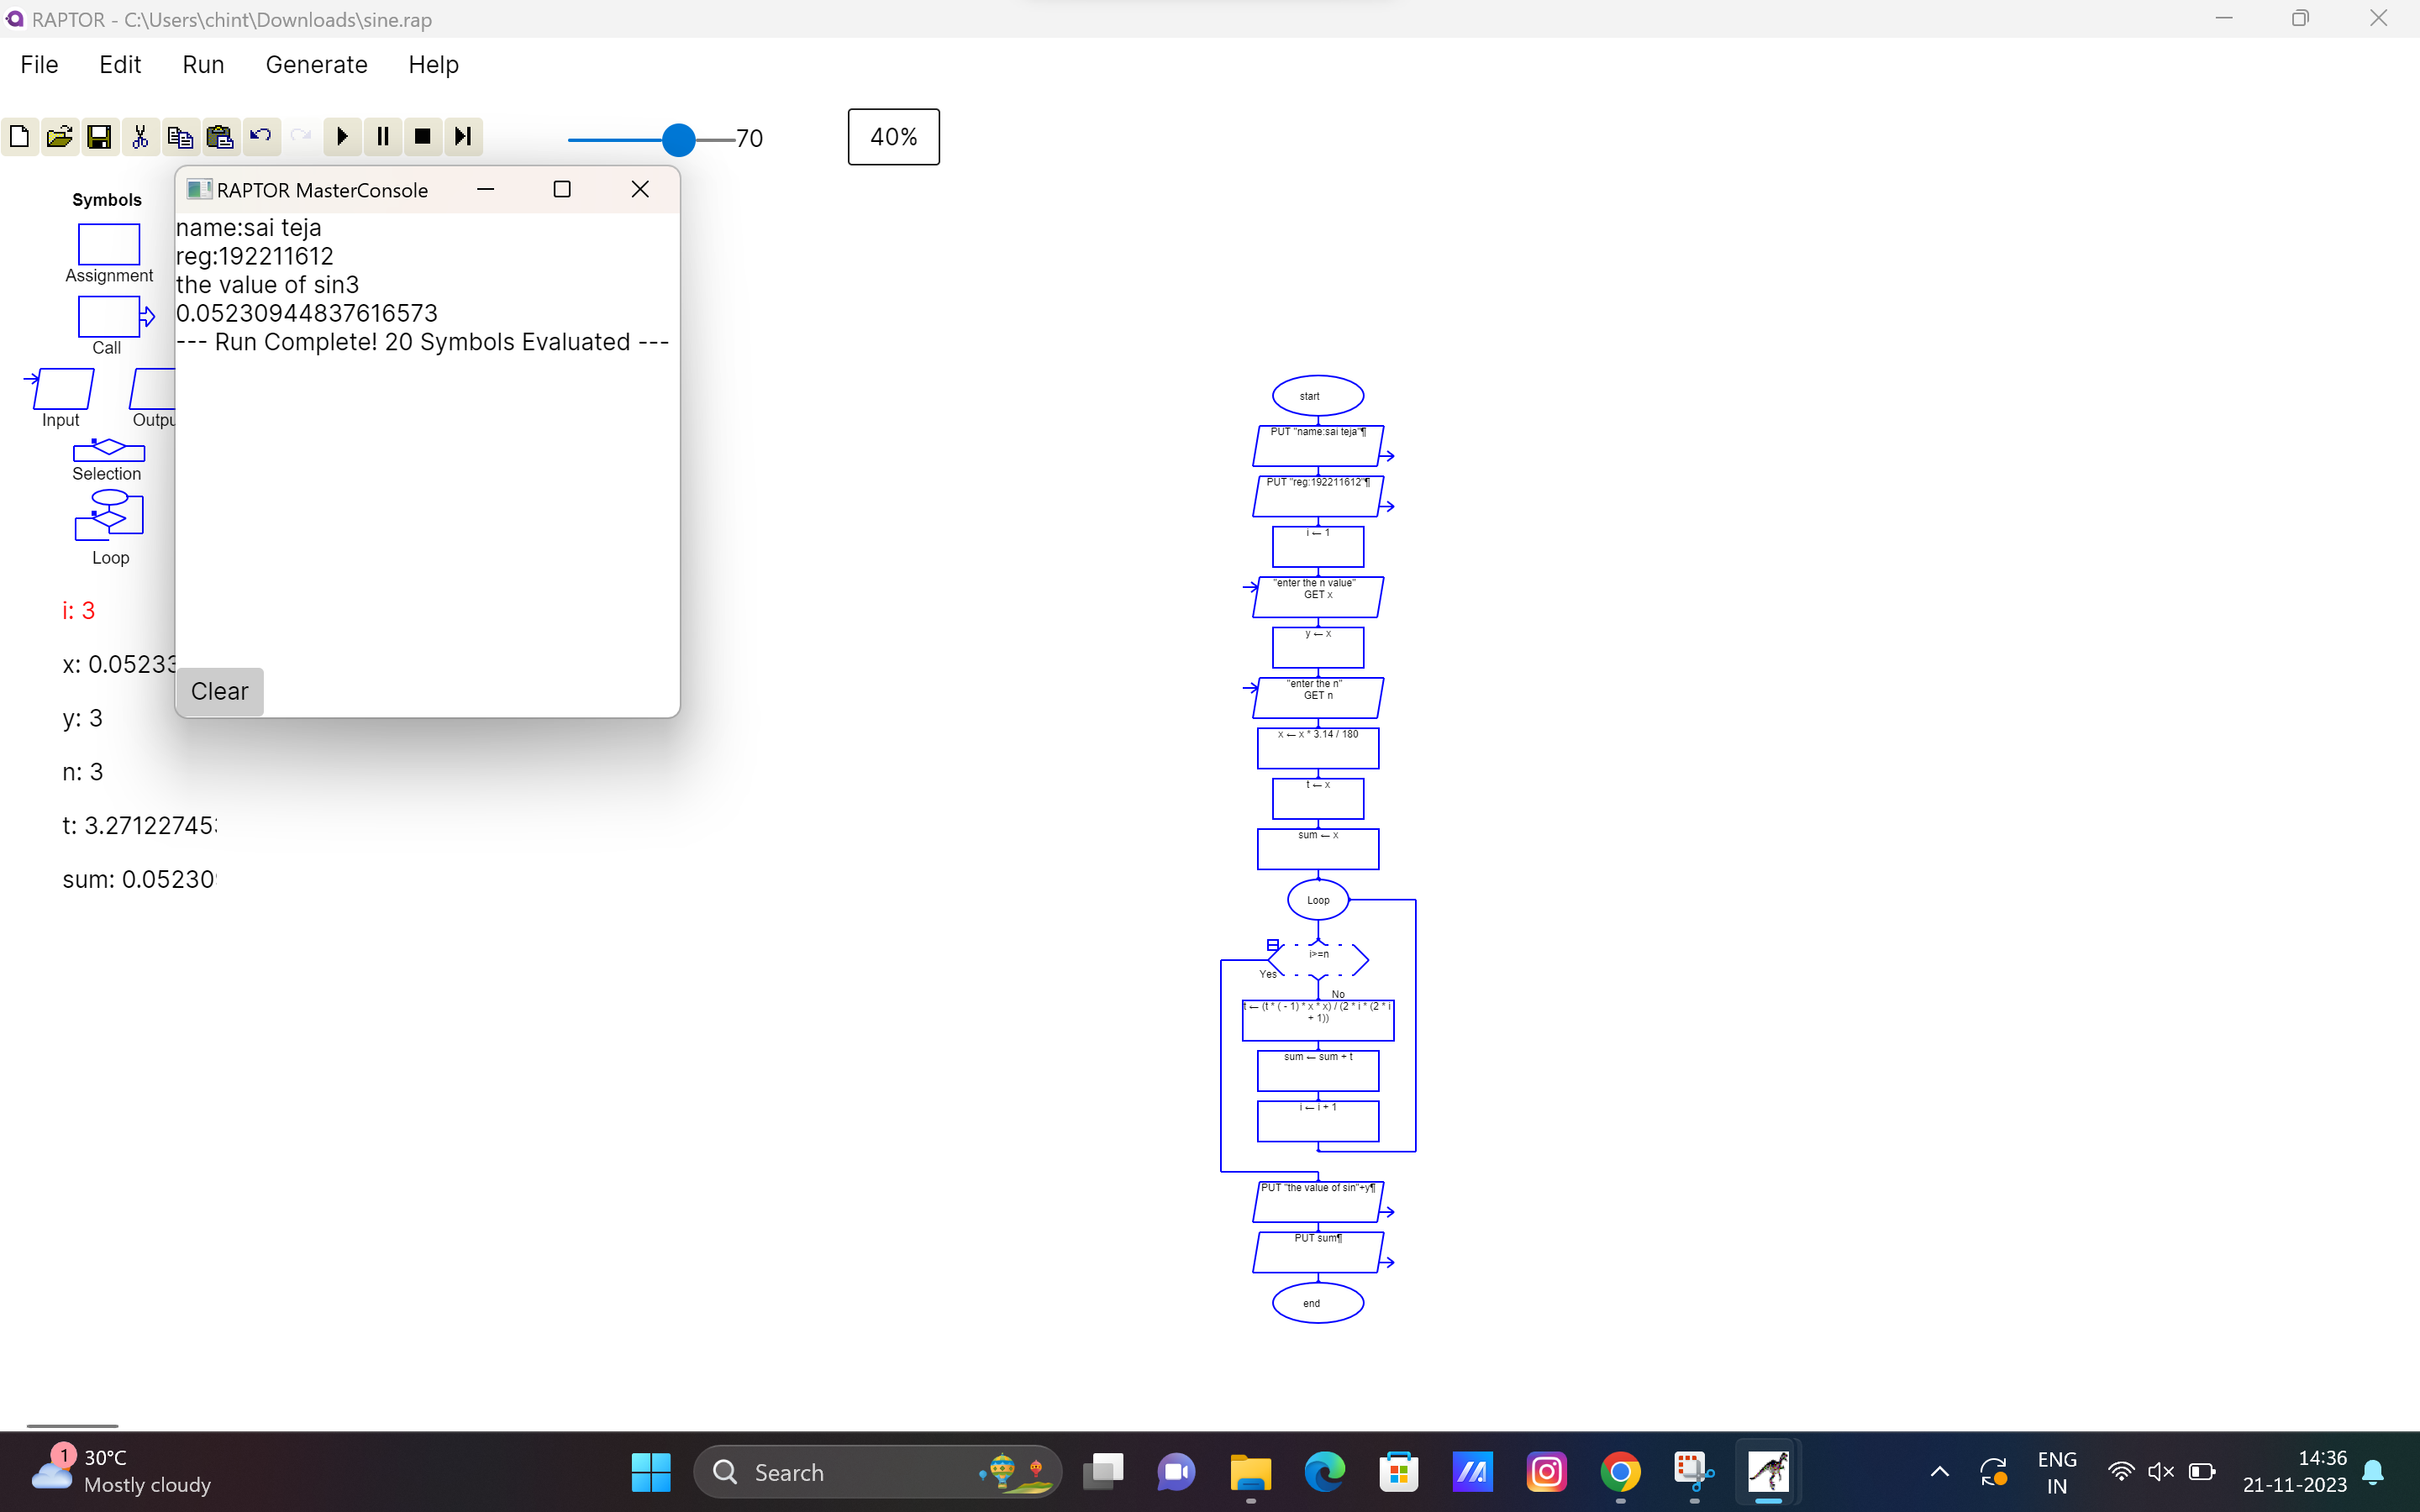 RAPTOR - C:\Users\chint\Downloads\sine.rap
File Edit Run Generate Help
70
40%
Symbols
Assignment
Call
Input
Outpu
Selection
Loop
i: 3
x: 0.05233
y: 3
n: 3
t: 3.27122745
sum: 0.05230
RAPTOR MasterConsole
name:sai teja
reg:192211612
the value of sin3
0.05230944837616573
--- Run Complete! 20 Symbols Evaluated ---
Clear
start
PUT "name:sai teja"¶
PUT "reg:192211612"¶
i ← 1
"enter the n value"
GET x
y ← x
"enter the n"
GET n
x ← x * 3.14 / 180
t ← x
sum ← x
Loop
i>=n
Yes
No
t ← (t * ( - 1) * x * x) / (2 * i * (2 * i
+ 1))
sum ← sum + t
i ← i + 1
PUT "the value of sin"+y¶
PUT sum¶
end
1
30°C
Mostly cloudy
Search
ENG
IN
14:36
21-11-2023